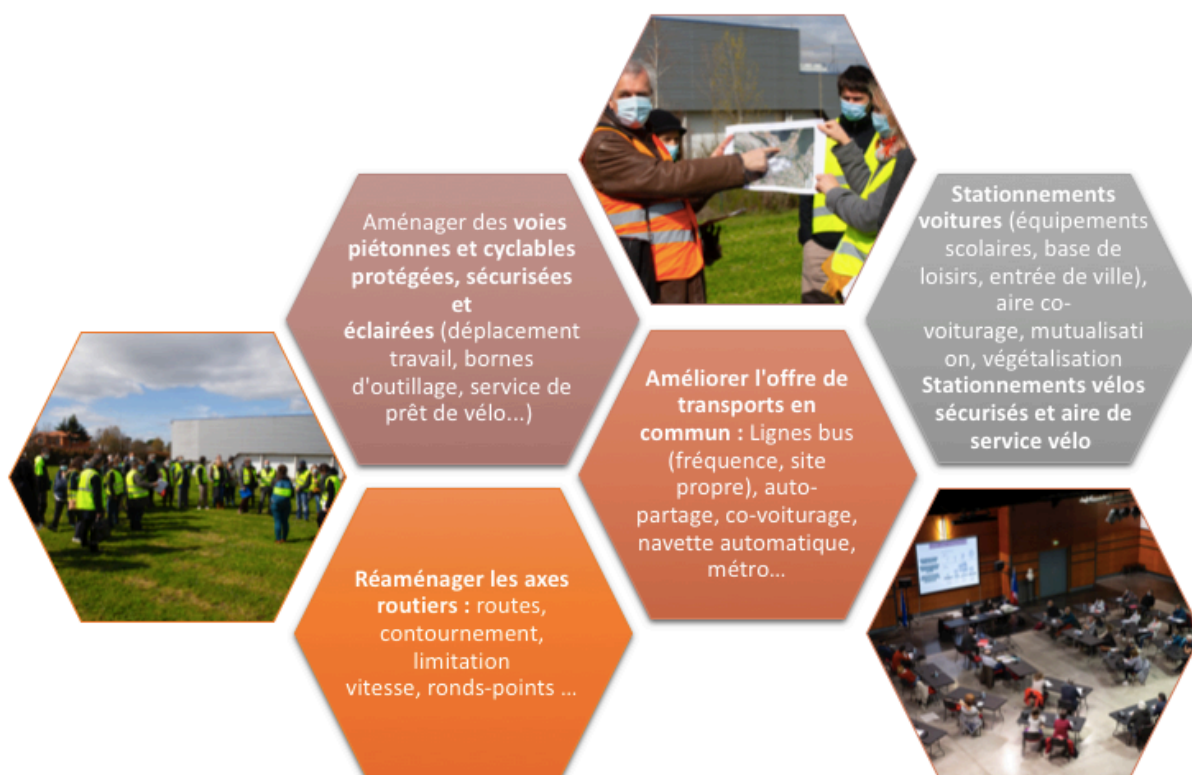 Aménager des voies
piétonnes et cyclables
protégées, sécurisées
et
éclairées (déplacement
travail, bornes
d'outillage, service de
prêt de vélo...)
Réaménager les axes
routiers : routes,
contournement,
limitation
vitesse, ronds-points ...
Améliorer l'offre de
transports en
commun : Lignes bus
(fréquence, site
propre), auto-
partage, co-voiturage,
navette automatique,
métro...
Stationnements
voitures (équipements
scolaires, base de
loisirs, entrée de ville),
aire co-
voiturage, mutualisati
on, végétalisation
Stationnements vélos
sécurisés et aire de
service vélo